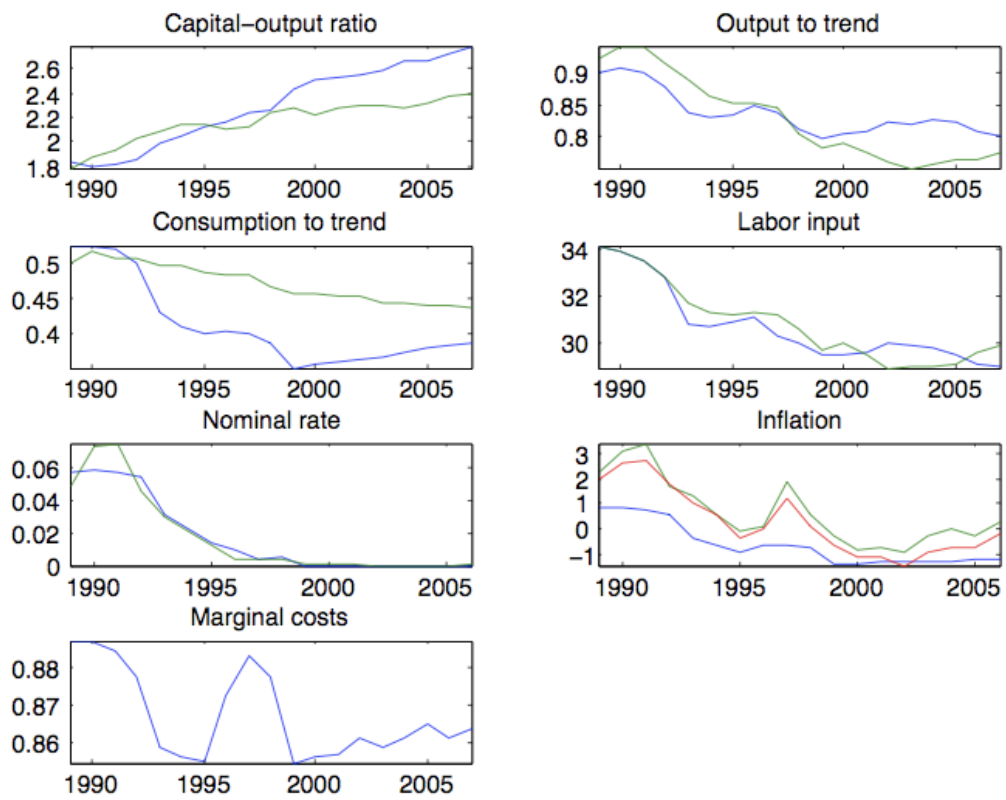 Capital−output ratio
2.6
2.4
2.2
2
1.8
1990 1995 2000 2005
Output to trend
0.9
0.85
0.8
1990 1995 2000 2005
Consumption to trend
0.5
0.45
0.4
1990 1995 2000 2005
Labor input
34
32
30
1990 1995 2000 2005
Nominal rate
0.06
0.04
0.02
0
1990 1995 2000 2005
Inflation
3
2
1
0
−1
1990 1995 2000 2005
Marginal costs
0.88
0.87
0.86
1990 1995 2000 2005